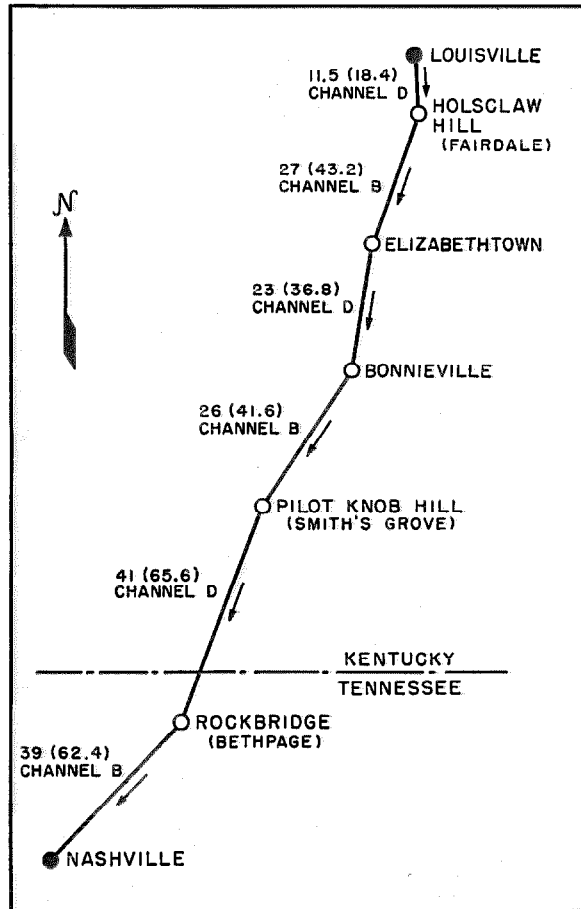 LOUISVILLE
11.5 (18.4)
CHANNEL D
HOLSCLAW
HILL
(FAIRDALE)
27 (43.2)
CHANNEL B
N
ELIZABETHTOWN
23 (36.8)
CHANNEL D
BONNIEVILLE
26 (41.6)
CHANNEL B
PILOT KNOB HILL
(SMITH'S GROVE)
41 (65.6)
CHANNEL D
KENTUCKY
TENNESSEE
ROCKBRIDGE
(BETHPAGE)
39 (62.4)
CHANNEL B
NASHVILLE